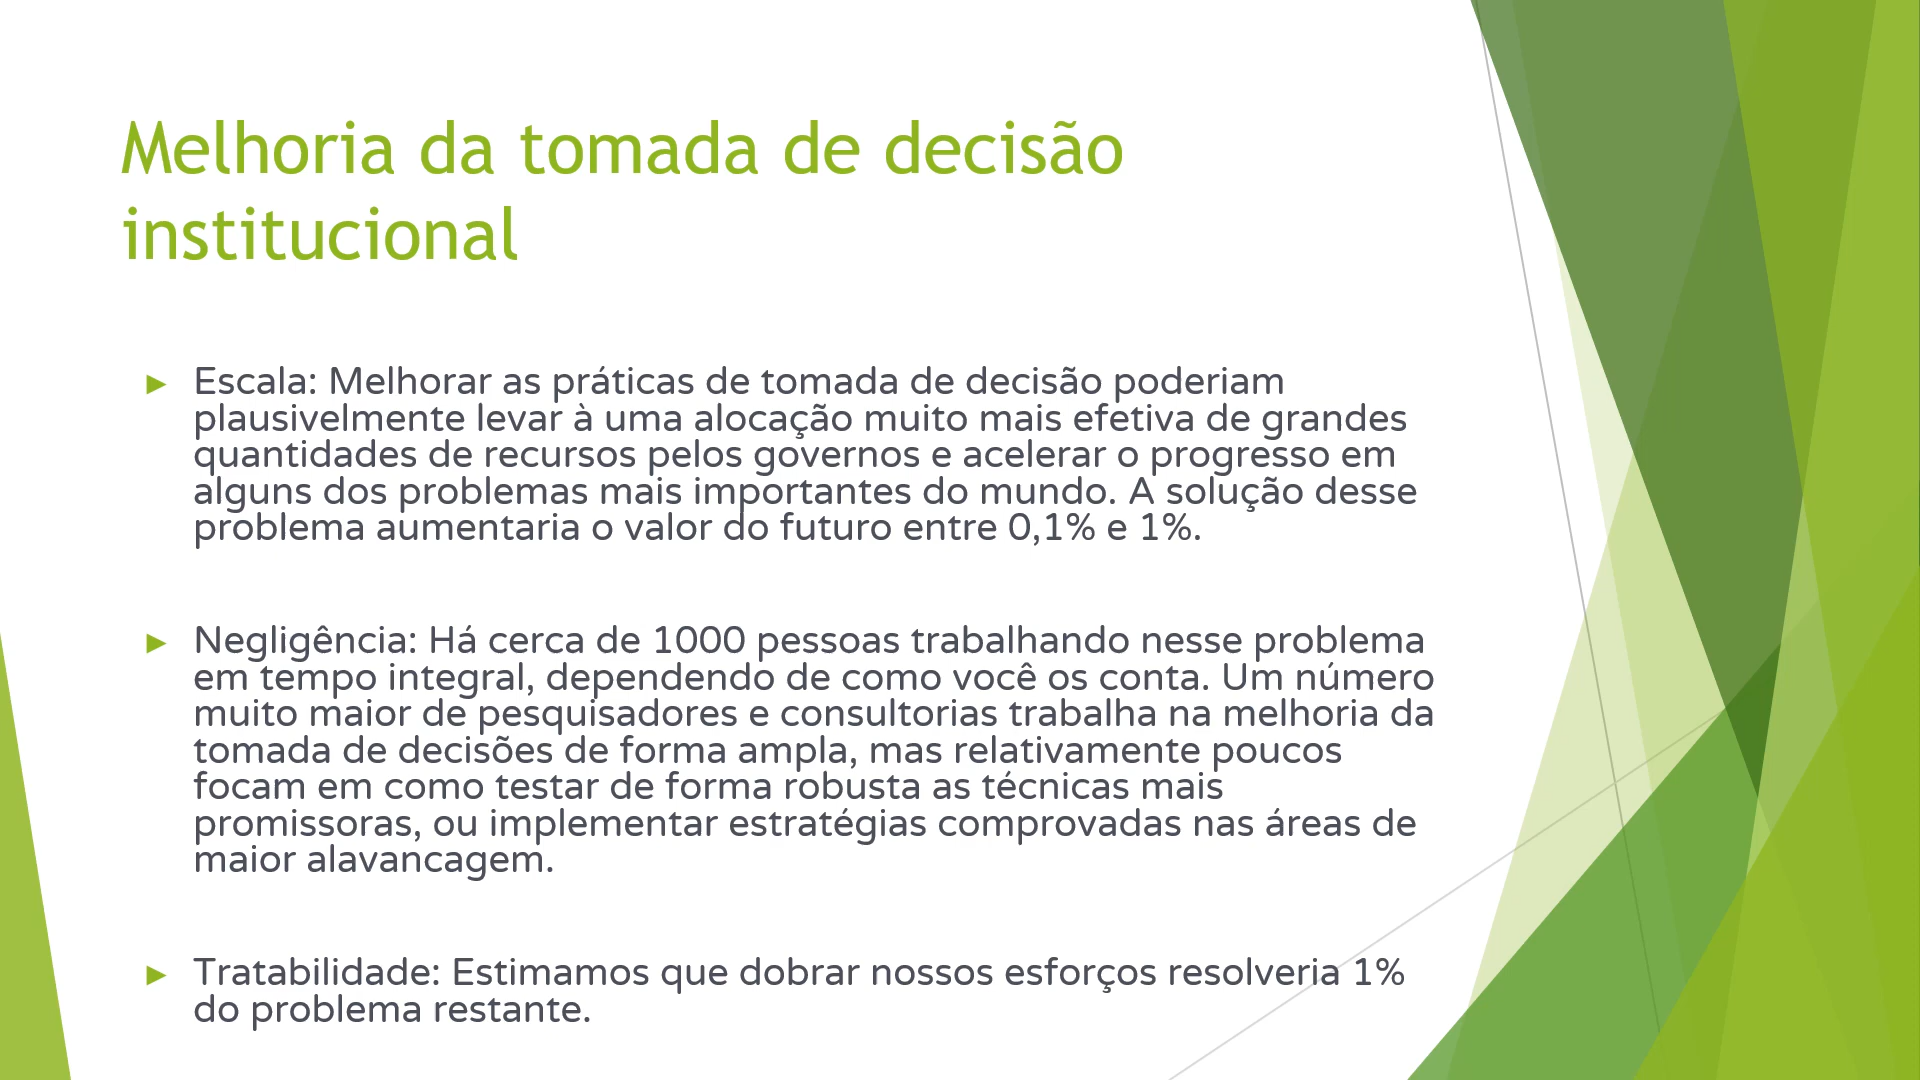 Melhoria da tomada de decisão
institucional
Escala: Melhorar as práticas de tomada de decisão poderiam
plausivelmente levar à uma alocação muito mais efetiva de grandes
quantidades de recursos pelos governos e acelerar o progresso em
alguns dos problemas mais importantes do mundo. A solução desse
problema aumentaria o valor do futuro entre 0,1% e 1%.
Negligência: Há cerca de 1000 pessoas trabalhando nesse problema
em tempo integral, dependendo de como você os conta. Um número
muito maior de pesquisadores e consultorias trabalha na melhoria da
tomada de decisões de forma ampla, mas relativamente poucos
focam em como testar de forma robusta as técnicas mais
promissoras, ou implementar estratégias comprovadas nas áreas de
maior alavancagem.
Tratabilidade: Estimamos que dobrar nossos esforços resolveria 1%
do problema restante.